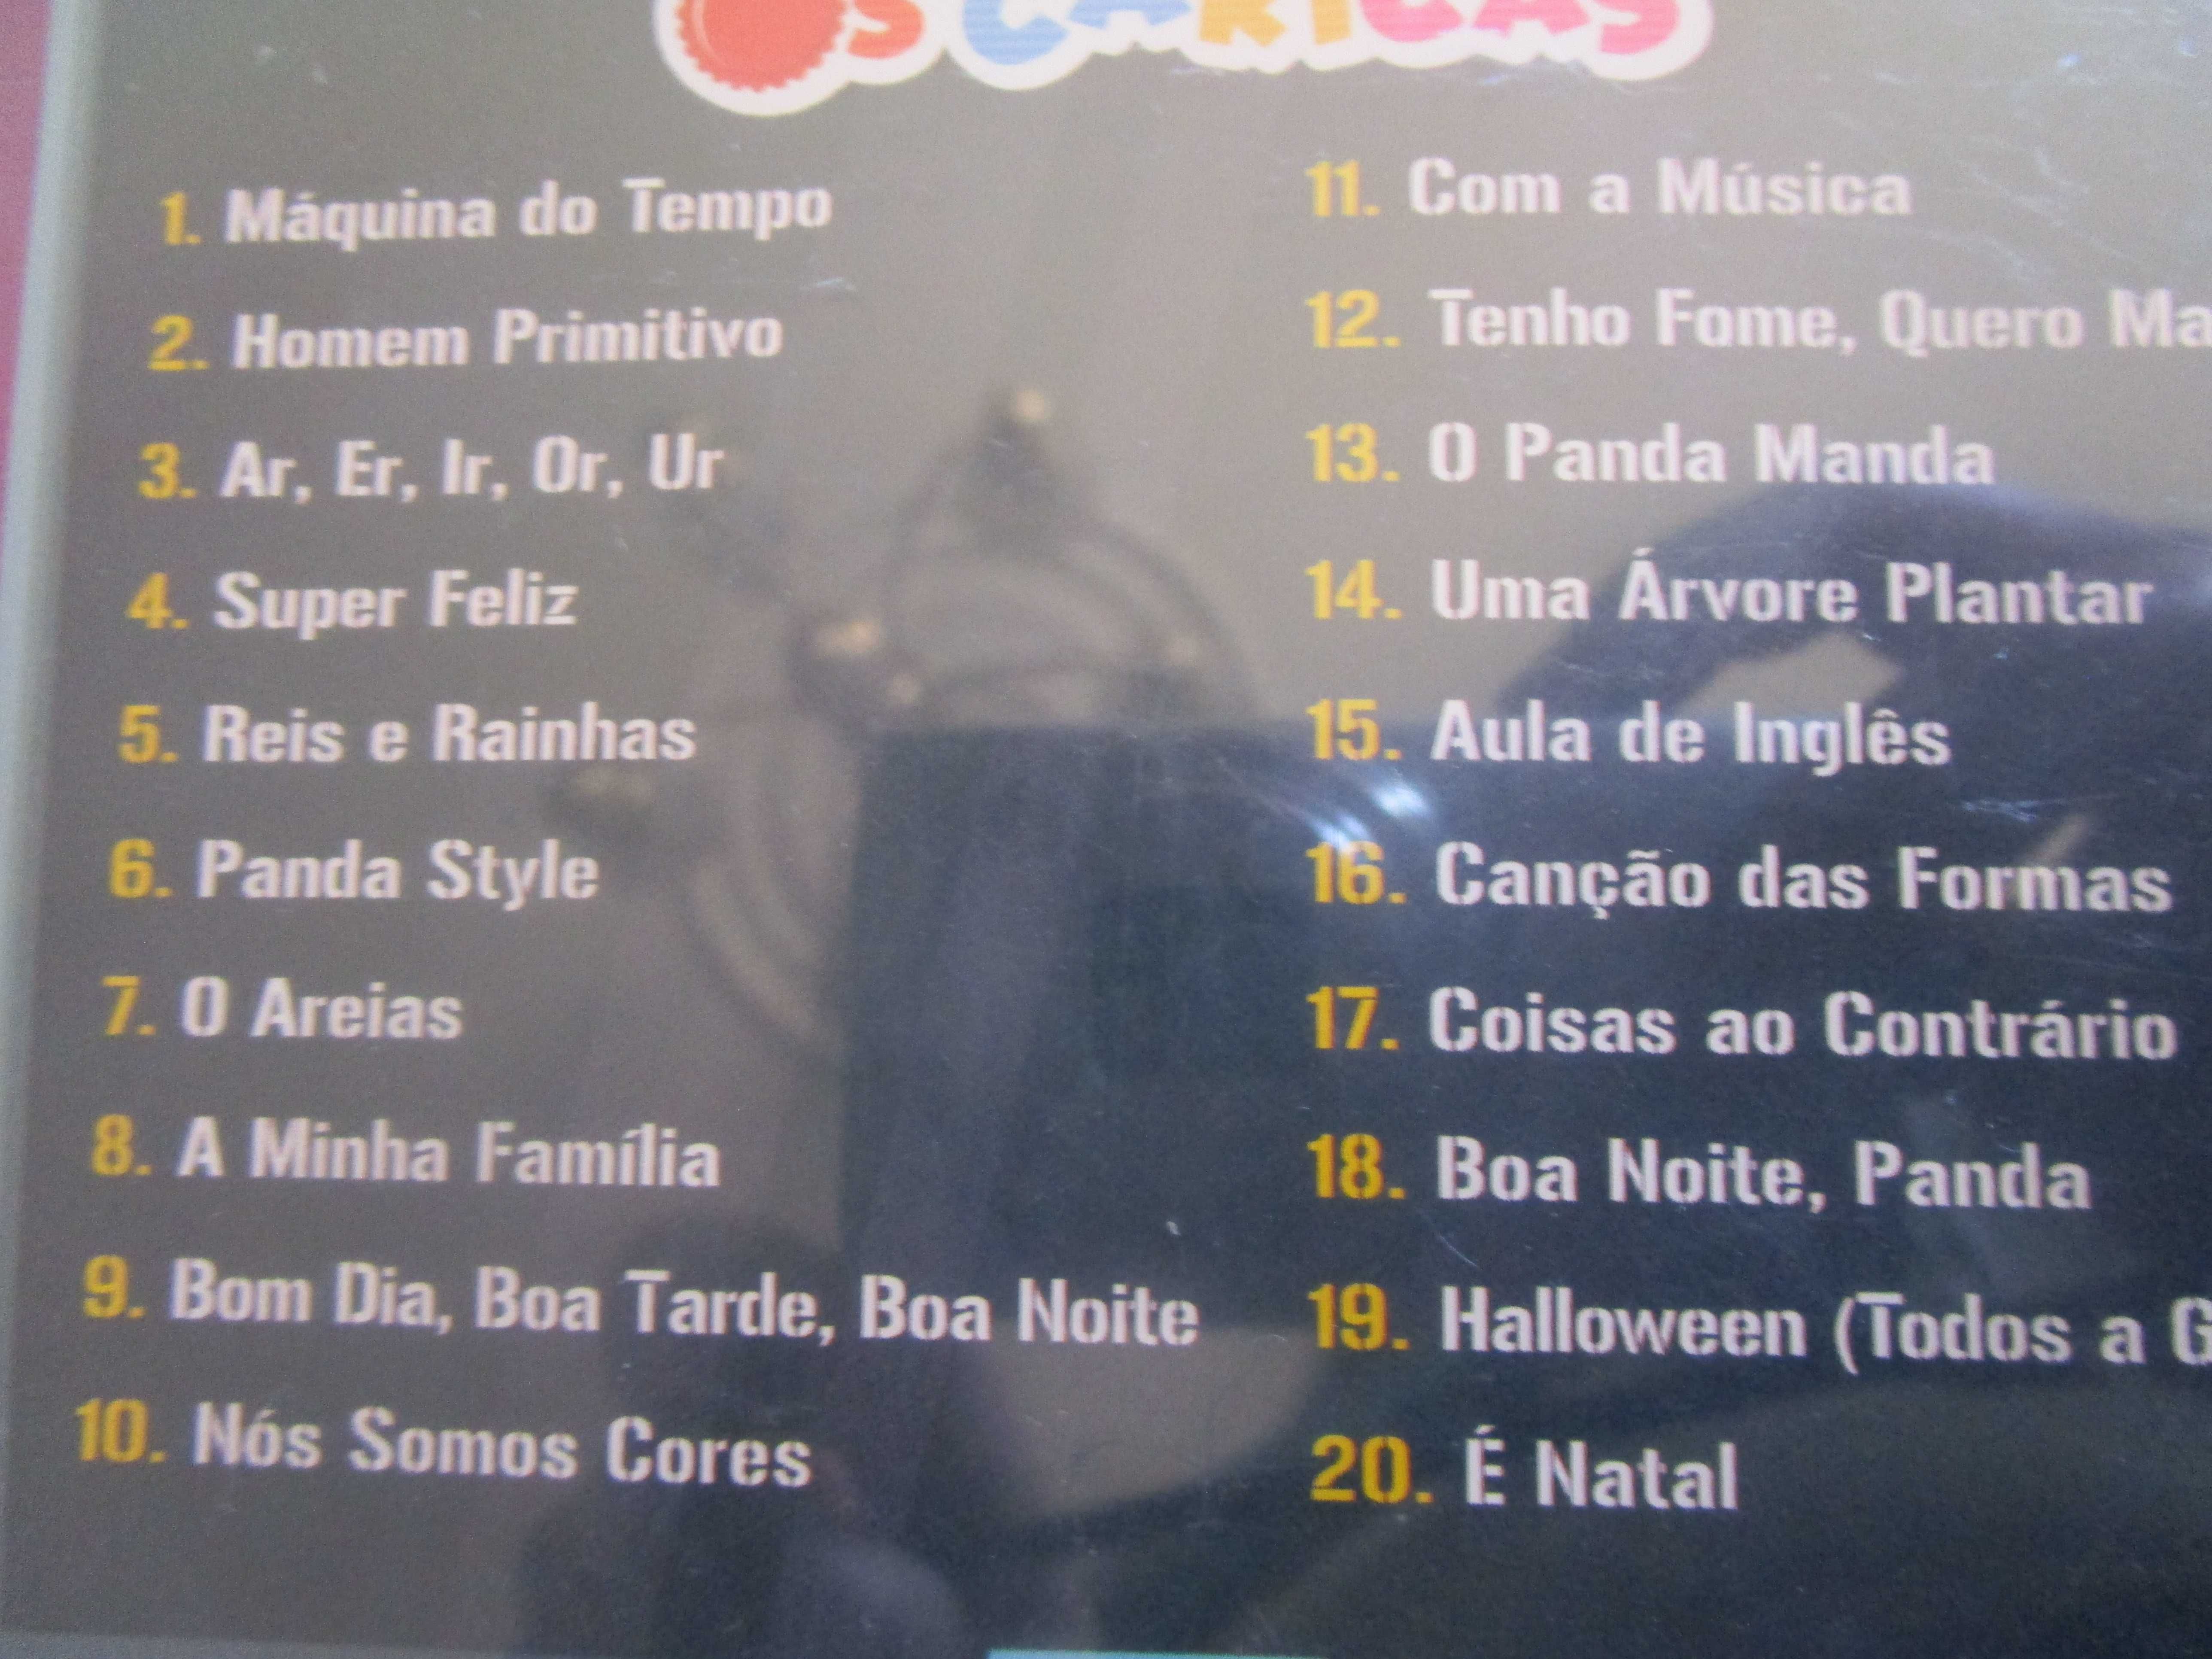 Os Caricas
1. Máquina do Tempo
2. Homem Primitivo
3. Ar, Er, Ir, Or, Ur
4. Super Feliz
5. Reis e Rainhas
6. Panda Style
7. O Areias
8. A Minha Família
9. Bom Dia, Boa Tarde, Boa Noite
10. Nós Somos Cores
11. Com a Música
12. Tenho Fome, Quero Ma
13. O Panda Manda
14. Uma Árvore Plantar
15. Aula de Inglês
16. Canção das Formas
17. Coisas ao Contrário
18. Boa Noite, Panda
19. Halloween (Todos a G
20. É Natal